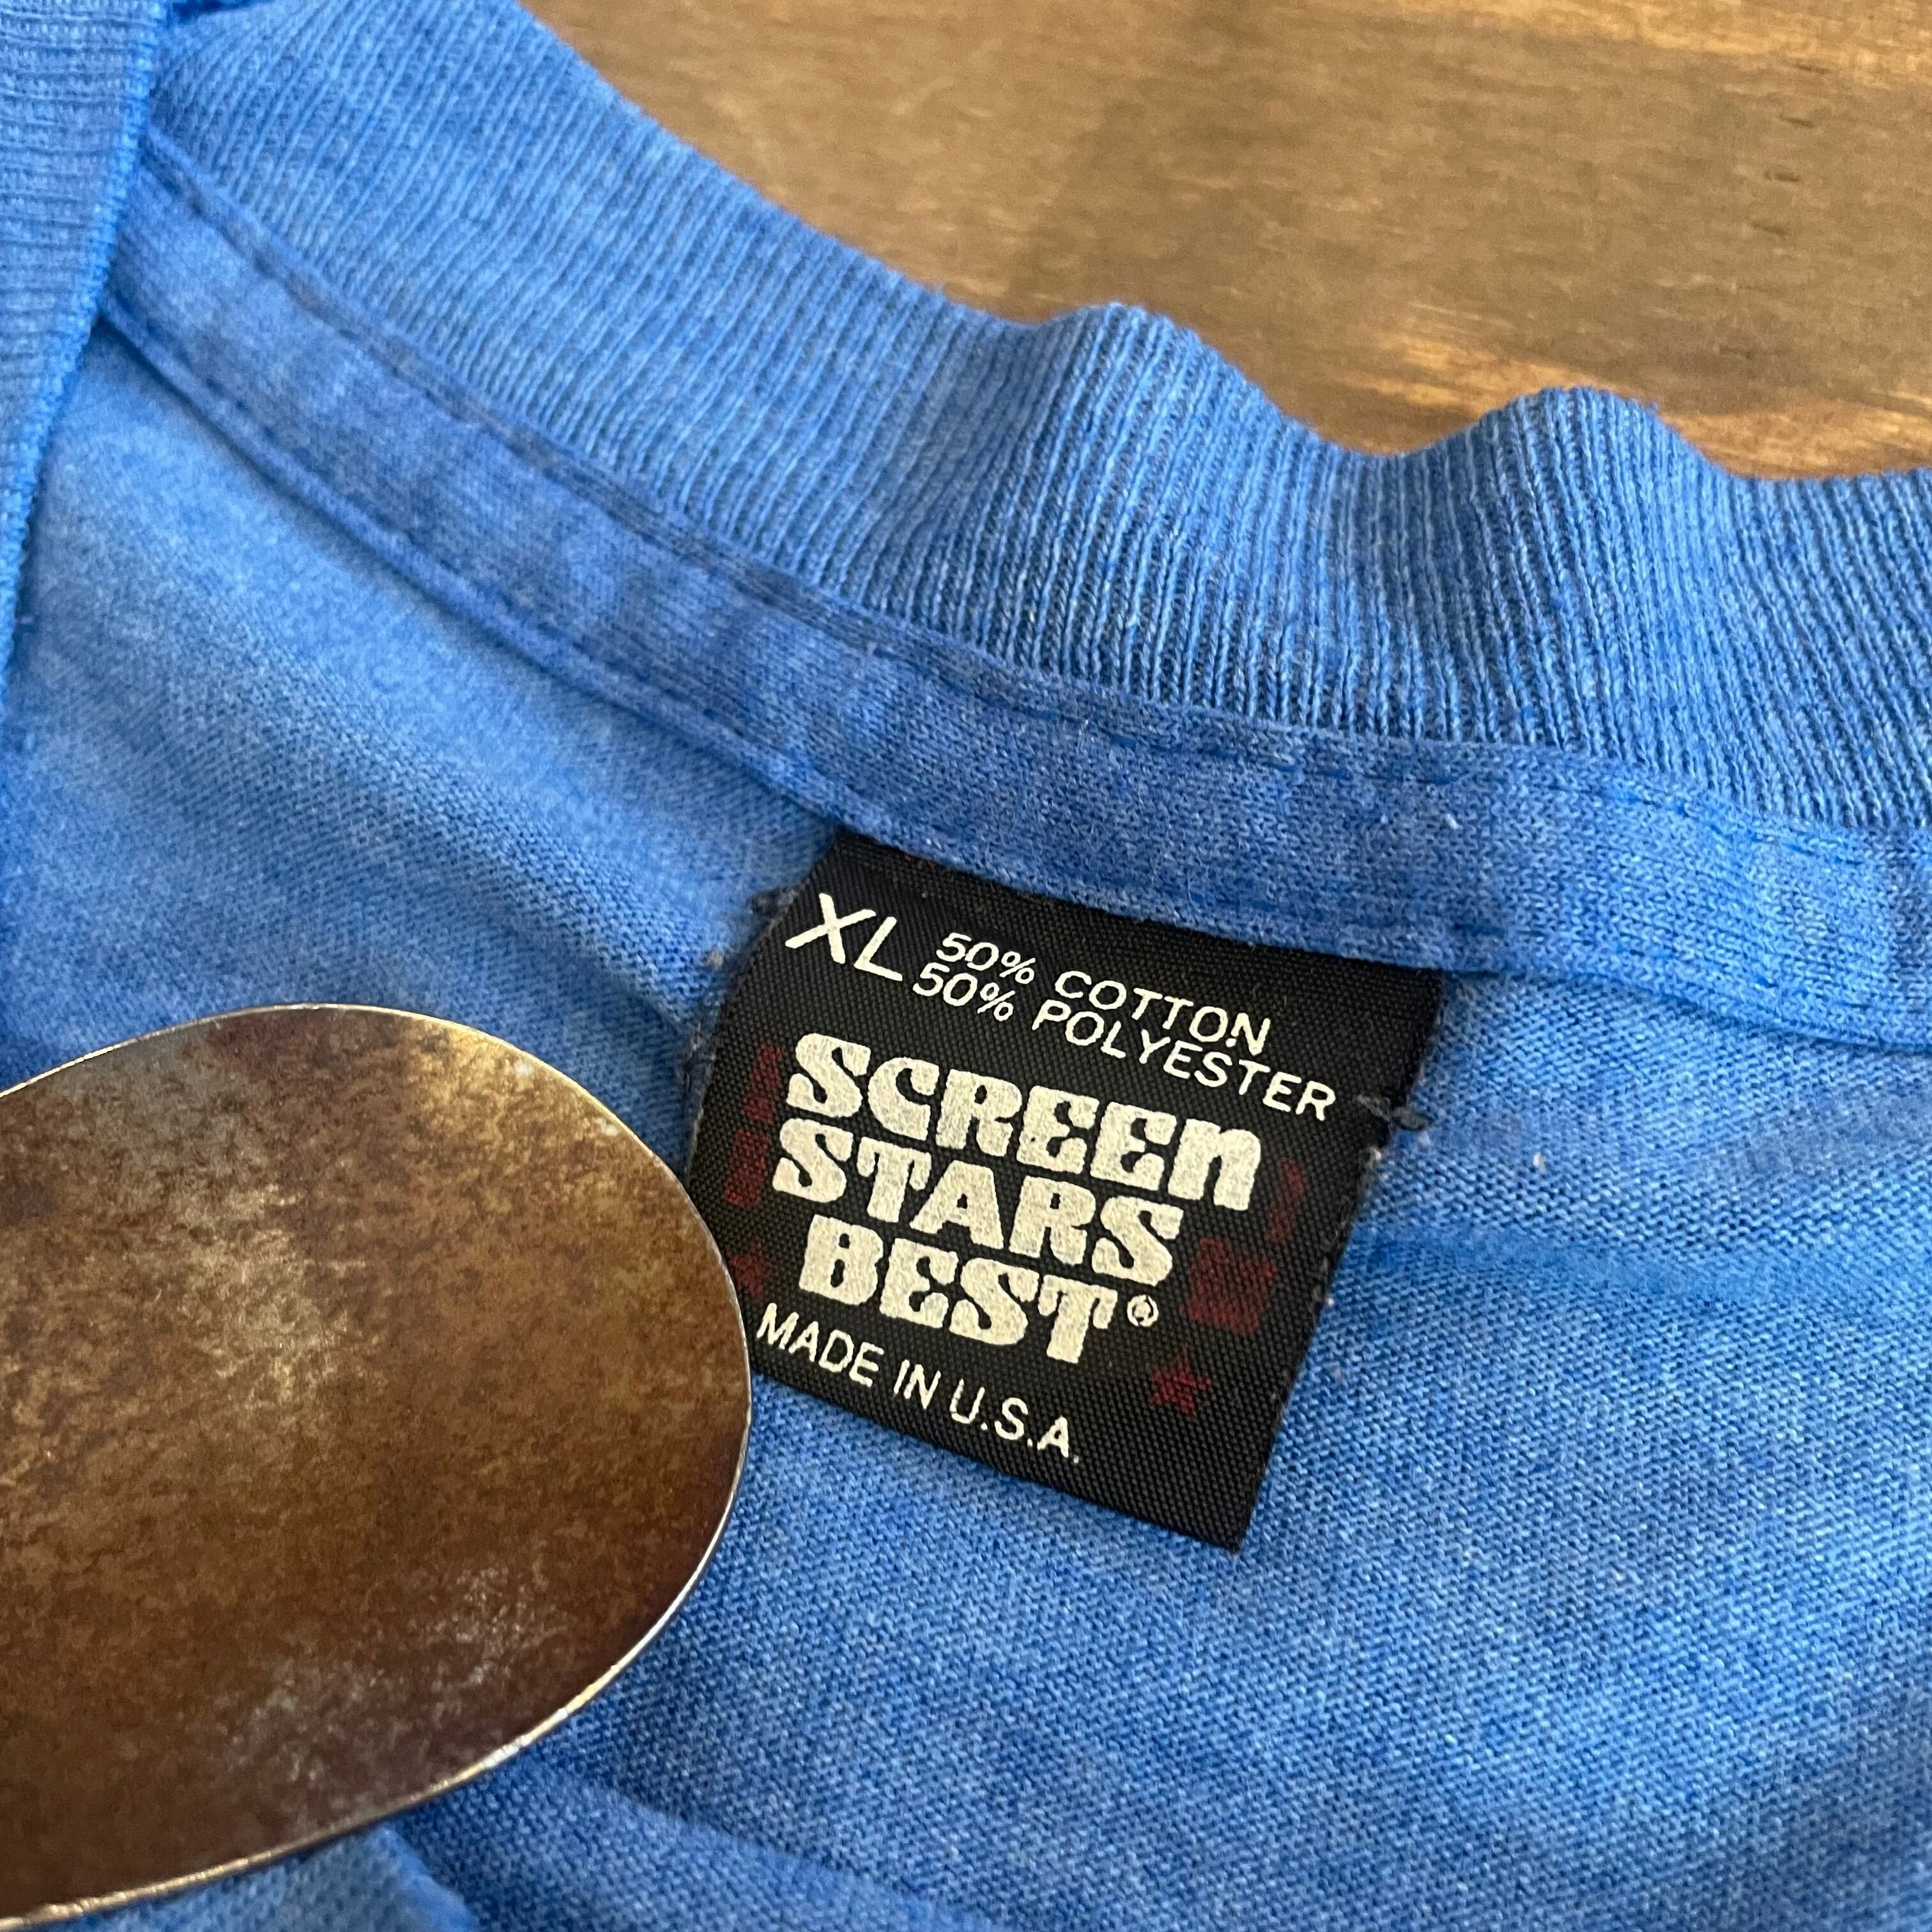 XL 50% COTTON
50% POLYESTER
SCREEN
STARS
BEST®
MADE IN U.S.A.